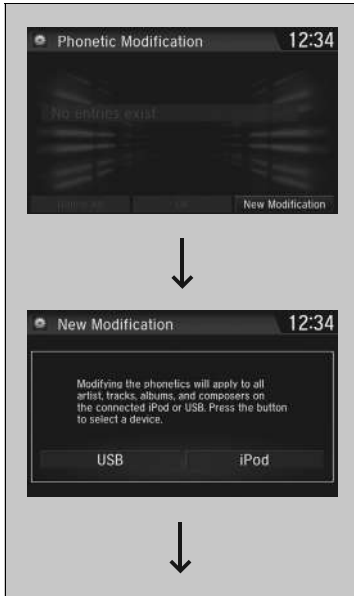 Phonetic Modification
12:34
No entries exist
New Modification
New Modification
12:34
Modifying the phonetics will apply to all
artist, tracks, albums, and composers on
the connected iPod or USB. Press the button
to select a device.
USB
iPod